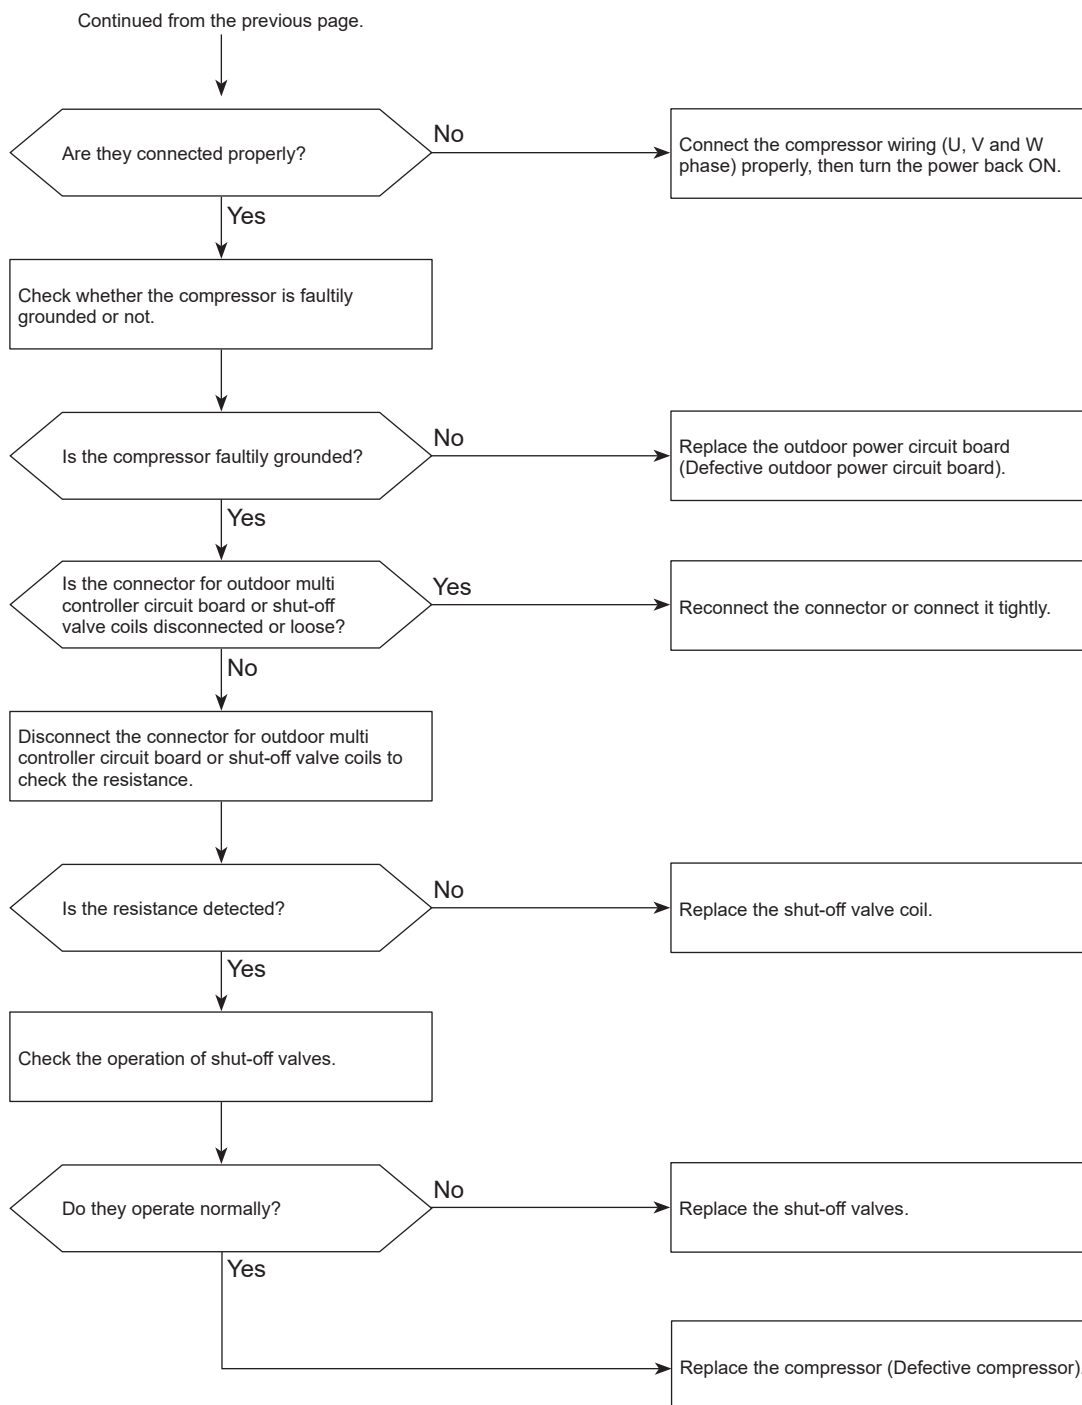 Continued from the previous page.
Are they connected properly?
No
Connect the compressor wiring (U, V and W
phase) properly, then turn the power back ON.
Yes
Check whether the compressor is faultily
grounded or not.
Is the compressor faultily grounded?
No
Replace the outdoor power circuit board
(Defective outdoor power circuit board).
Yes
Is the connector for outdoor multi
controller circuit board or shut-off
valve coils disconnected or loose?
Yes
Reconnect the connector or connect it tightly.
No
Disconnect the connector for outdoor multi
controller circuit board or shut-off valve coils to
check the resistance.
Is the resistance detected?
No
Replace the shut-off valve coil.
Yes
Check the operation of shut-off valves.
Do they operate normally?
No
Replace the shut-off valves.
Yes
Replace the compressor (Defective compressor).